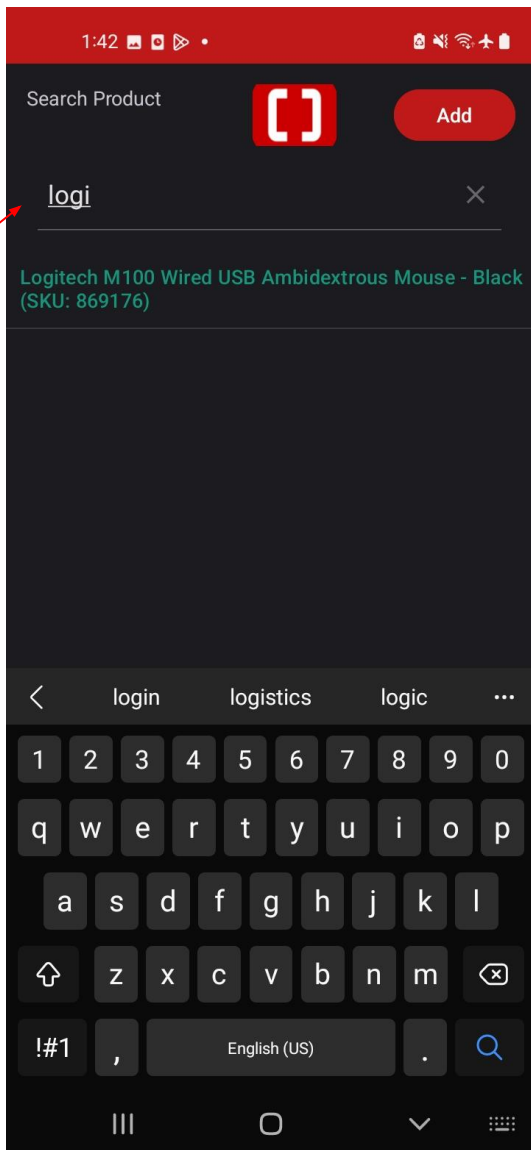 1:42
Search Product
[ ]
Add
logi
Logitech M100 Wired USB Ambidextrous Mouse - Black
(SKU: 869176)
login logistics logic
1 2 3 4 5 6 7 8 9 0
q w e r t y u i o p
a s d f g h j k l
z x c v b n m
!#1 , English (US) .